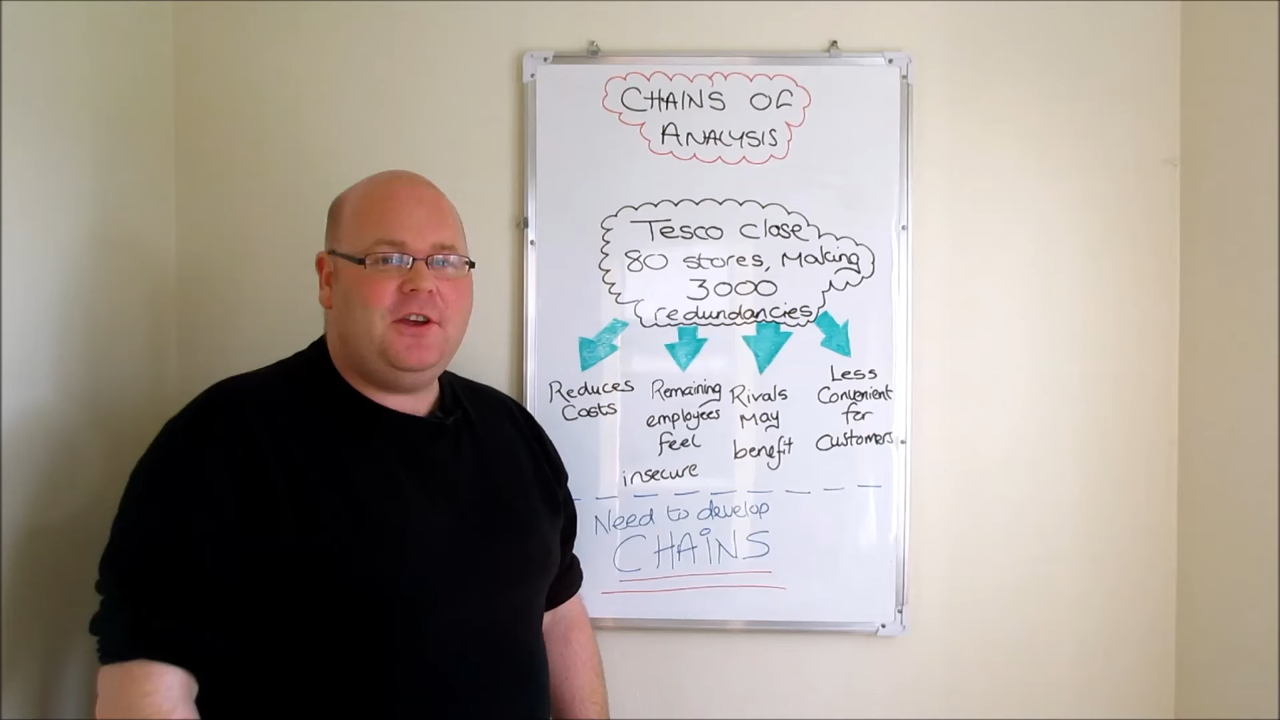 CHAINS OF
ANALYSIS
Tesco close
80 stores, Making
3000
redundancies
Reduces
Costs
Remaining
employees
feel
insecure
Rivals
May
benefit
Less
Convenient
for
Customers
Need to develop
CHAINS